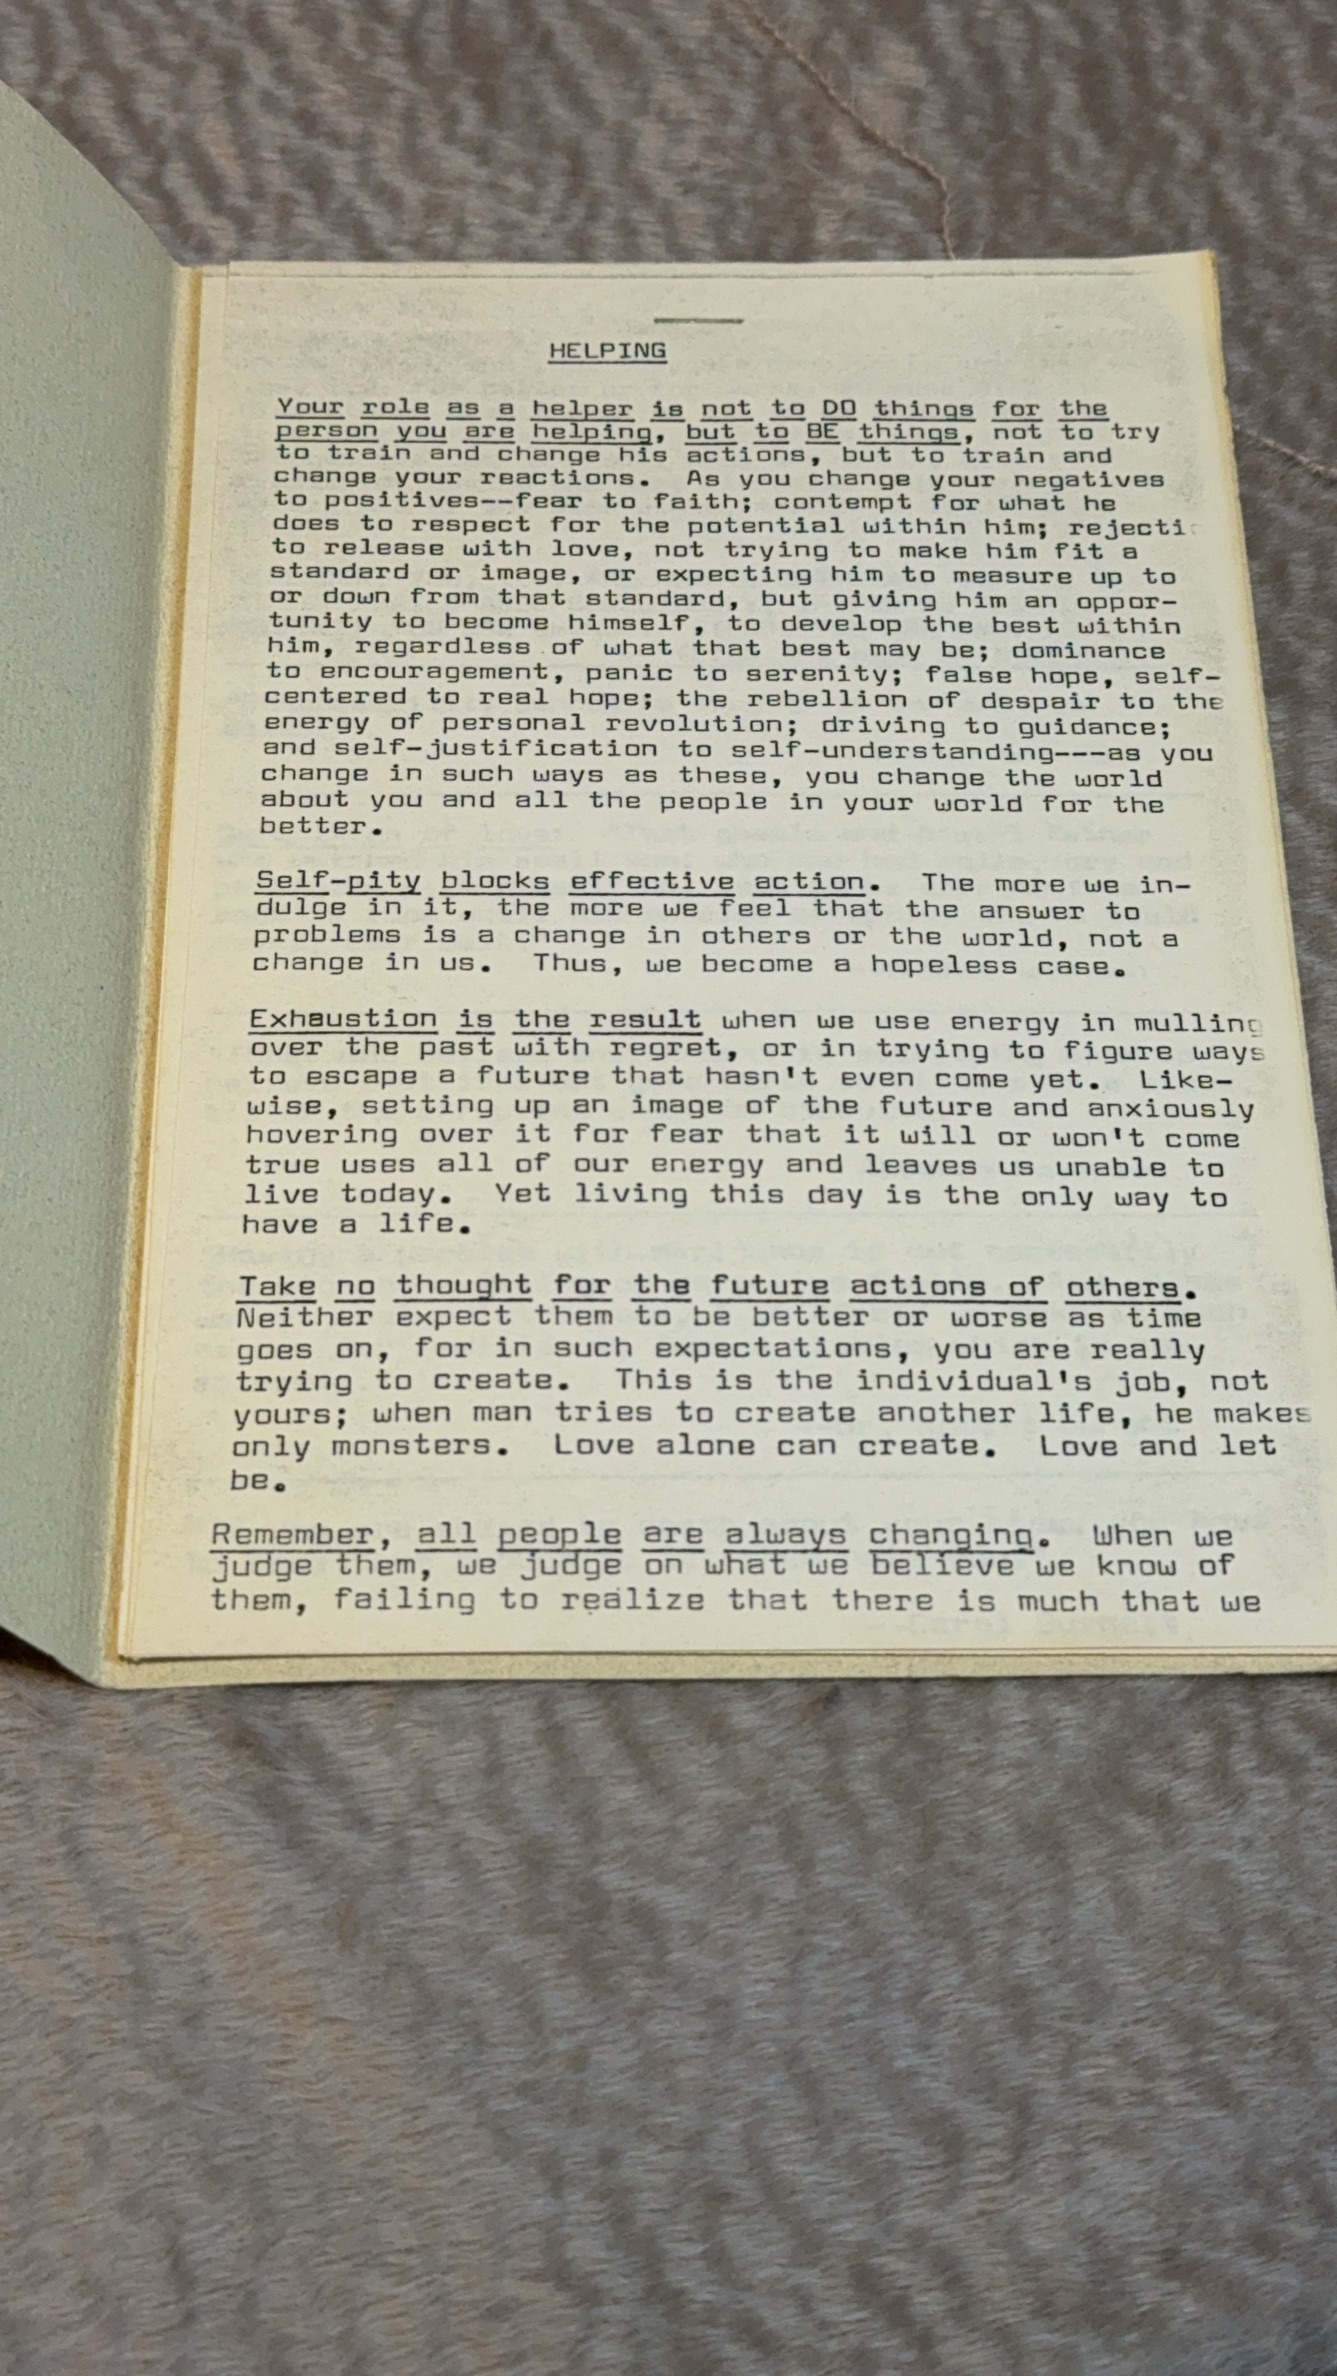 HELPING
Your role as a helper is not to DO things for the
person you are helping, but to BE things, not to try
to train and change his actions, but to train and
change your reactions. As you change your negatives
to positives--fear to faith; contempt for what he
does to respect for the potential within him; rejecti
to release with love, not trying to make him fit a
standard or image, or expecting him to measure up to
or down from that standard, but giving him an oppor-
tunity to become himself, to develop the best within
him, regardless of what that best may be; dominance
to encouragement, panic to serenity; false hope, self-
centered to real hope; the rebellion of despair to the
energy of personal revolution; driving to guidance;
and self-justification to self-understanding---as you
change in such ways as these, you change the world
about you and all the people in your world for the
better.
Self-pity blocks effective action. The more we in-
dulge in it, the more we feel that the answer to
problems is a change in others or the world, not a
change in us. Thus, we become a hopeless case.
Exhaustion is the result when we use energy in mulling
over the past with regret, or in trying to figure ways
to escape a future that hasn't even come yet. Like-
wise, setting up an image of the future and anxiously
hovering over it for fear that it will or won't come
true uses all of our energy and leaves us unable to
live today. Yet living this day is the only way to
have a life.
Take no thought for the future actions of others.
Neither expect them to be better or worse as time
goes on, for in such expectations, you are really
trying to create. This is the individual's job, not
yours; when man tries to create another life, he makes
only monsters. Love alone can create. Love and let
be.
Remember, all people are always changing. When we
judge them, we judge on what we believe we know of
them, failing to realize that there is much that we